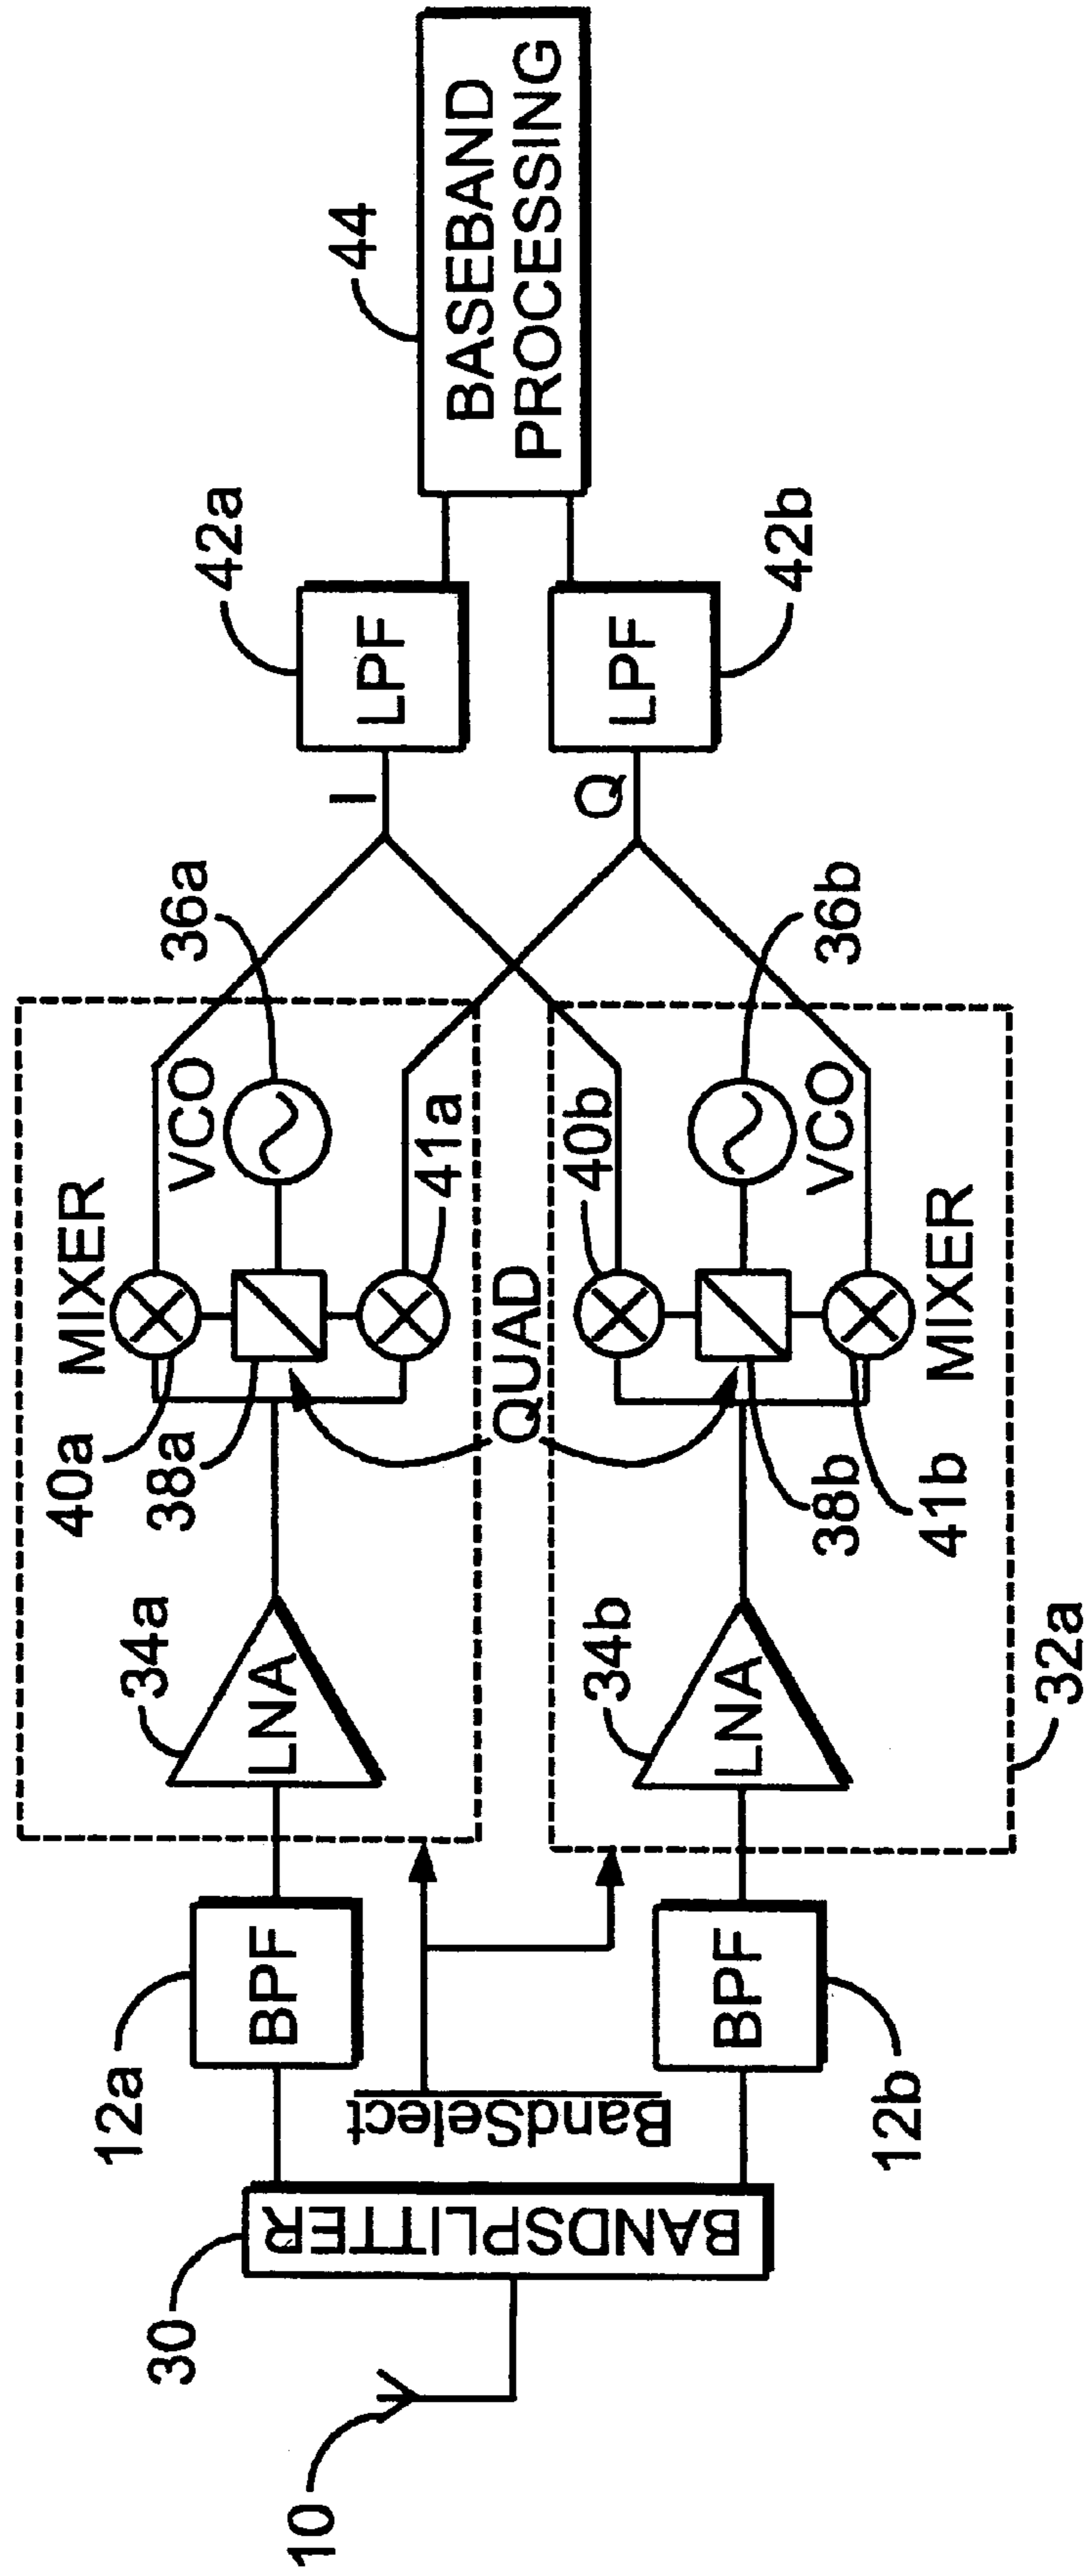 10
30
BANDSPLITTER
12a
BPF
12b
BPF
BandSelect
34a
LNA
34b
LNA
32a
MIXER
40a
38a
VCO
36a
41a
QUAD
40b
38b
VCO
36b
41b
MIXER
I
Q
42a
LPF
42b
LPF
44
BASEBAND
PROCESSING